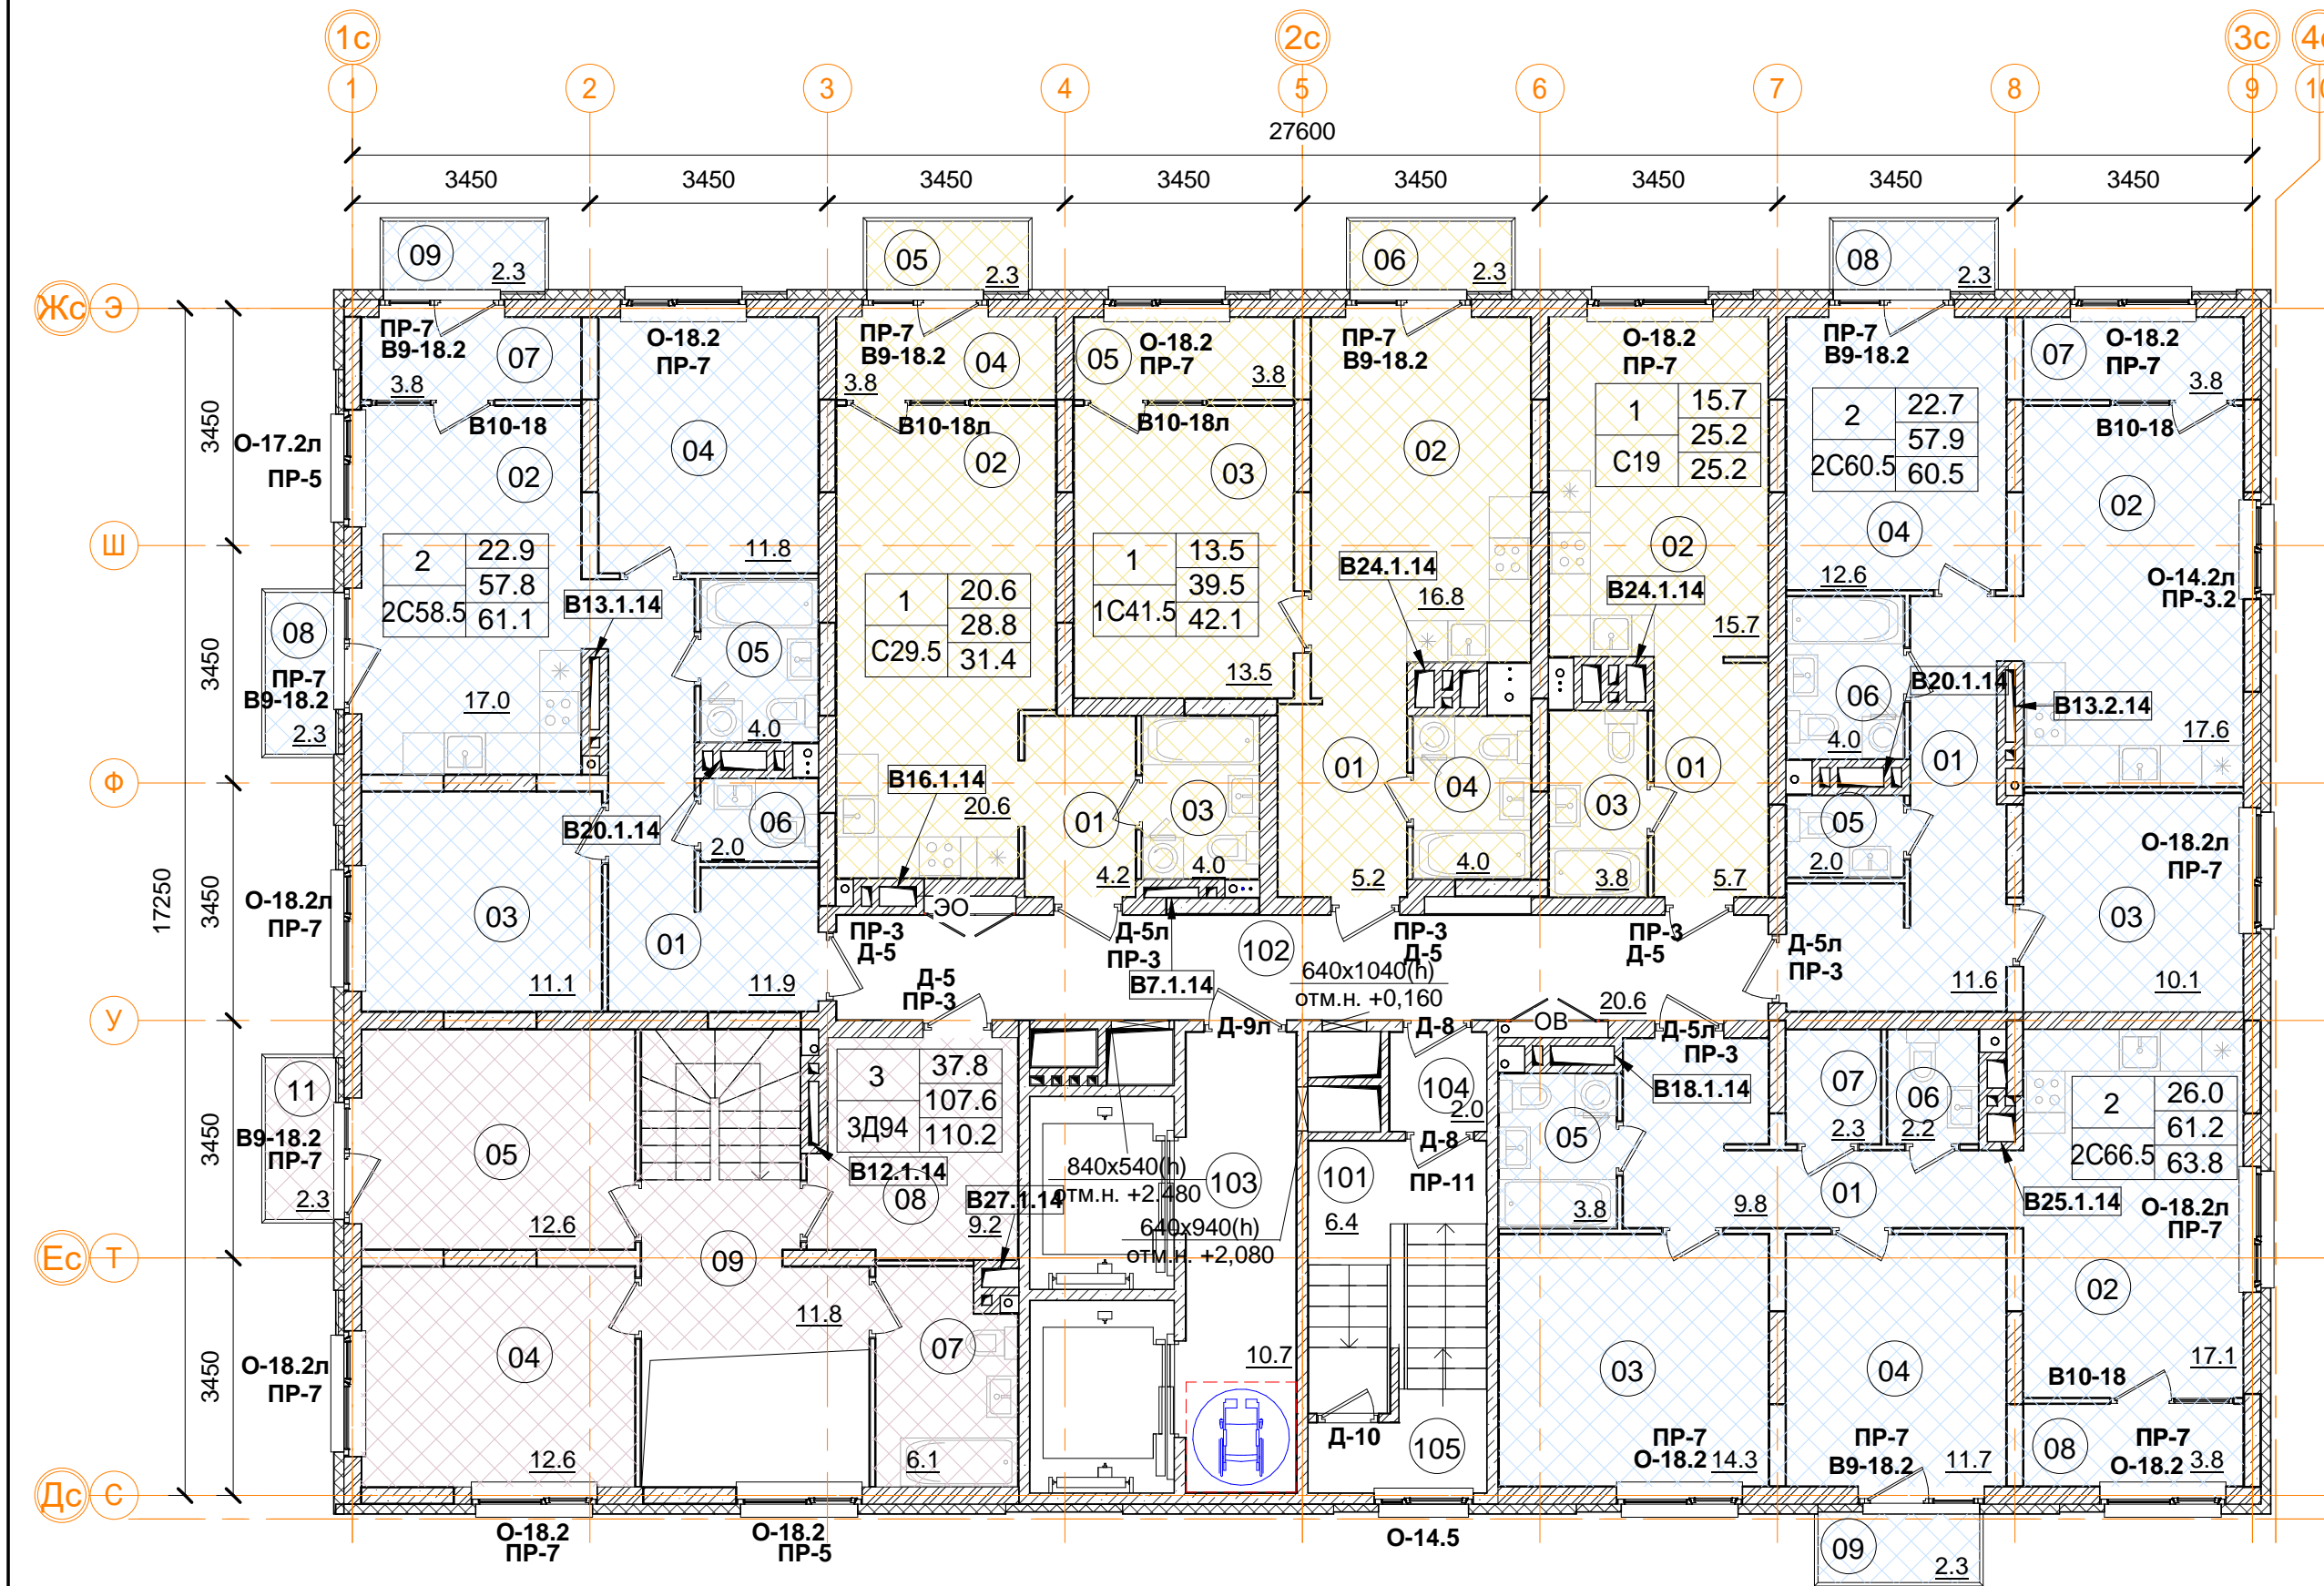 1с
2с
3с
4с
1
2
3
4
5
6
7
8
9
10
27600
3450
3450
3450
3450
3450
3450
3450
3450
09
2.3
05
2.3
06
2.3
08
2.3
Жс
Э
ПР-7
В9-18.2
07
3.8
О-18.2
ПР-7
ПР-7
В9-18.2
04
3.8
05
О-18.2
ПР-7
3.8
ПР-7
В9-18.2
О-18.2
ПР-7
ПР-7
В9-18.2
07
О-18.2
ПР-7
3.8
3450
О-17.2л
ПР-5
В10-18
02
04
В10-18л
02
В10-18л
03
02
1
15.7
25.2
С19
25.2
2
22.7
57.9
2С60.5
60.5
В10-18
02
Ш
2
22.9
57.8
2С58.5
61.1
11.8
В13.1.14
1
20.6
28.8
С29.5
31.4
1
13.5
39.5
1С41.5
42.1
В24.1.14
16.8
02
В24.1.14
15.7
04
12.6
О-14.2л
ПР-3.2
3450
08
ПР-7
В9-18.2
2.3
17.0
05
4.0
13.5
06
4.0
В20.1.14
В13.2.14
17.6
Ф
В20.1.14
06
2.0
В16.1.14
20.6
01
4.2
03
4.0
01
5.2
04
4.0
03
3.8
01
5.7
05
2.0
01
17250
3450
О-18.2л
ПР-7
03
11.1
01
11.9
ЭО
ПР-3
Д-5
Д-5
ПР-3
Д-5л
ПР-3
В7.1.14
102
640х1040(h)
отм.н. +0,160
ПР-3
Д-5
ПР-3
Д-5
20.6
Д-5л
ПР-3
11.6
03
10.1
О-18.2л
ПР-7
У
Д-9л
Д-8
ОВ
Д-5л
ПР-3
3450
11
В9-18.2
ПР-7
2.3
05
12.6
3
37.8
107.6
3Д94
110.2
В12.1.14
08
9.2
В27.1.14
840х540(h)
отм.н. +2.480
640х940(h)
отм.н. +2,080
103
104
2.0
Д-8
ПР-11
101
6.4
05
3.8
В18.1.14
07
2.3
06
2.2
9.8
01
2
26.0
61.2
2С66.5
63.8
В25.1.14
О-18.2л
ПР-7
Ес
Т
09
11.8
3450
О-18.2л
ПР-7
04
12.6
07
6.1
10.7
Д-10
105
03
ПР-7
О-18.2
14.3
04
ПР-7
В9-18.2
11.7
02
17.1
В10-18
08
ПР-7
О-18.2
3.8
Дс
С
О-18.2
ПР-7
О-18.2
ПР-5
О-14.5
09
2.3